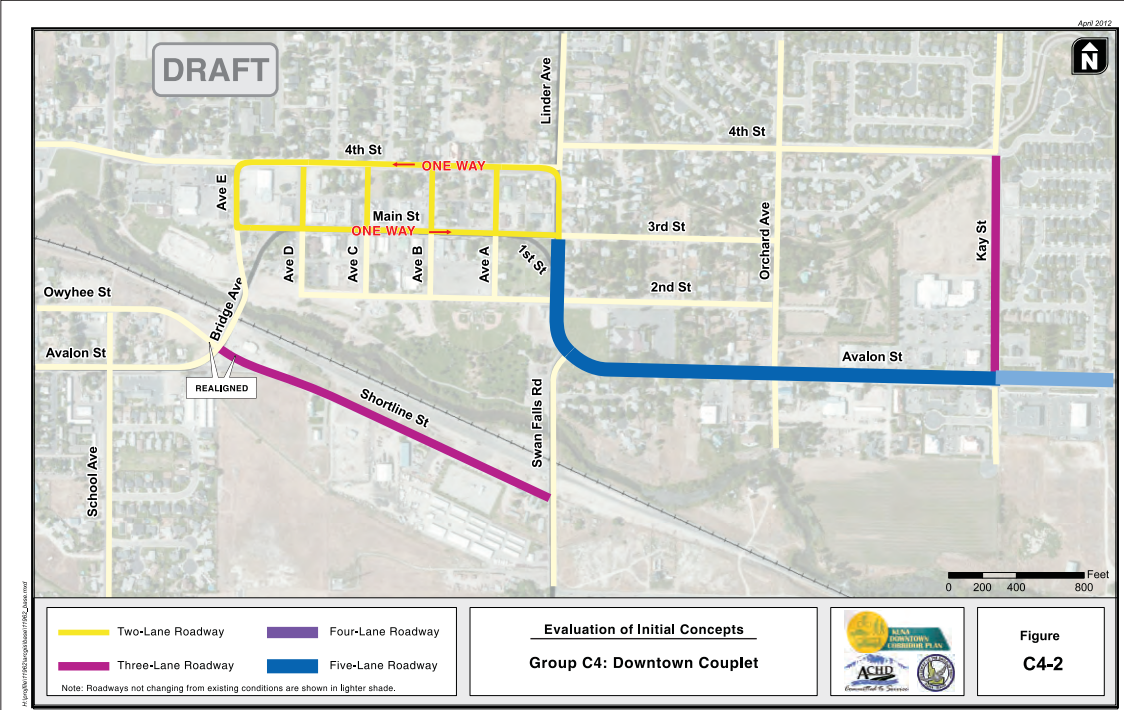 April 2012
DRAFT
N
Linder Ave
4th St
4th St
ONE WAY
Ave E
Main St
ONE WAY
3rd St
Orchard Ave
Kay St
Ave D
Ave C
Ave B
Ave A
1st St
2nd St
Owyhee St
Bridge Ave
Avalon St
Avalon St
REALIGNED
Shortline St
Swan Falls Rd
School Ave
Feet
0 200 400 800
Two-Lane Roadway
Four-Lane Roadway
Three-Lane Roadway
Five-Lane Roadway
Note: Roadways not changing from existing conditions are shown in lighter shade.
Evaluation of Initial Concepts
Group C4: Downtown Couplet
KUNA
DOWNTOWN
CORRIDOR PLAN
ACHD
Committed to Service
Figure
C4-2